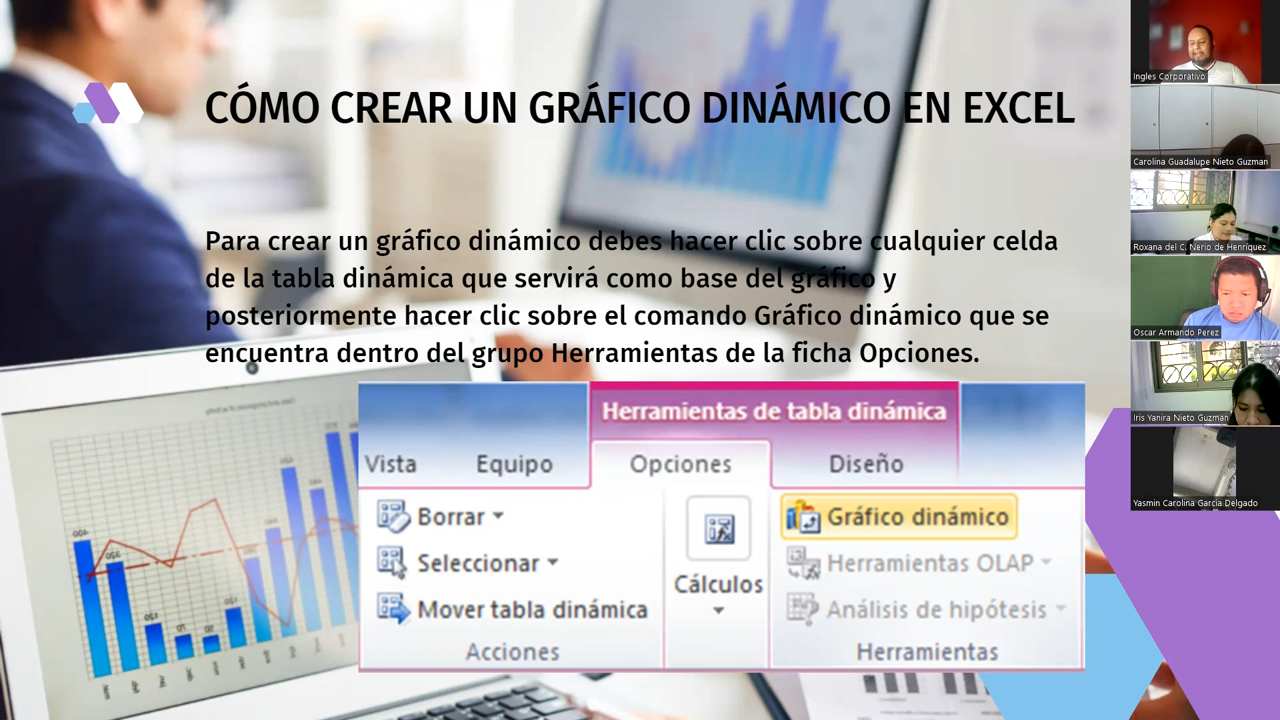 CÓMO CREAR UN GRÁFICO DINÁMICO EN EXCEL
Para crear un gráfico dinámico debes hacer clic sobre cualquier celda
de la tabla dinámica que servirá como base del gráfico y
posteriormente hacer clic sobre el comando Gráfico dinámico que se
encuentra dentro del grupo Herramientas de la ficha Opciones.
Herramientas de tabla dinámica
Vista Equipo Opciones Diseño
Borrar
Seleccionar
Mover tabla dinámica
Acciones
Cálculos
Gráfico dinámico
Herramientas OLAP
Análisis de hipótesis
Herramientas
Ingles Corporativo
Carolina Guadalupe Nieto Guzman
Roxana del C. Nerio de Henríquez
Oscar Armando Perez
Iris Yanira Nieto Guzmán
Yasmin Carolina García Delgado